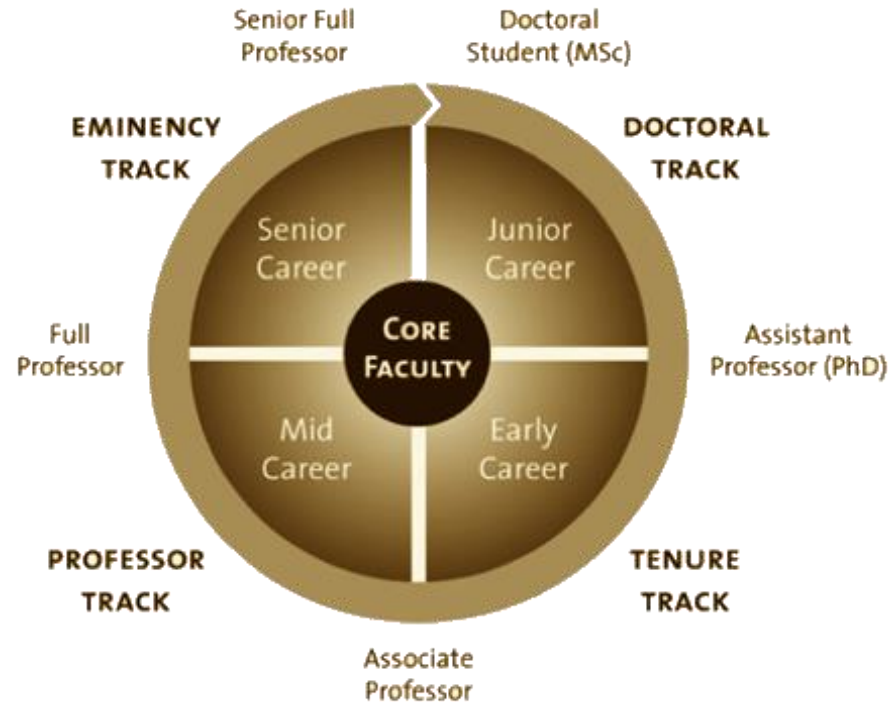 Senior Full
Professor
Doctoral
Student (MSc)
EMINENCY
TRACK
DOCTORAL
TRACK
Senior
Career
Junior
Career
Full
Professor
CORE
FACULTY
Assistant
Professor (PhD)
Mid
Career
Early
Career
PROFESSOR
TRACK
TENURE
TRACK
Associate
Professor